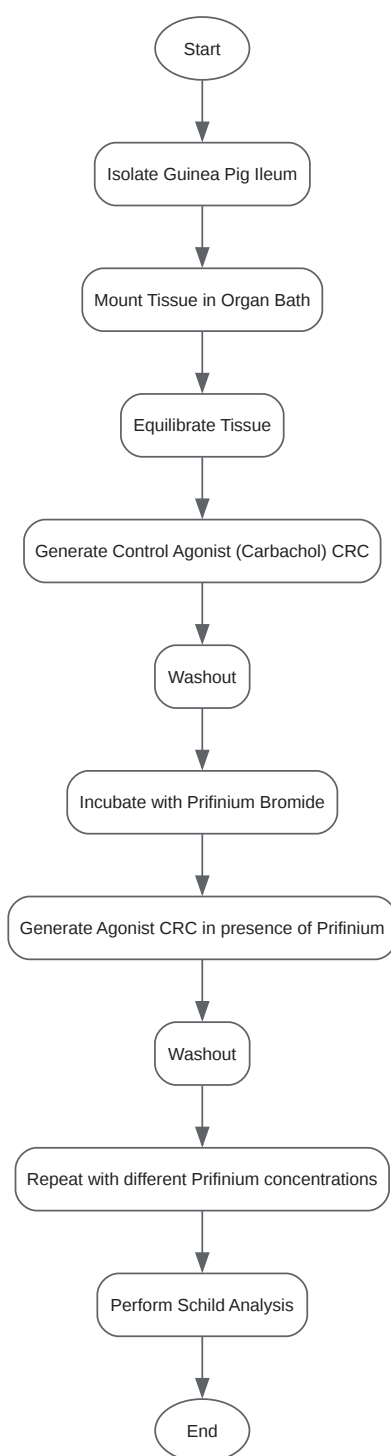 Start
Isolate Guinea Pig Ileum
Mount Tissue in Organ Bath
Equilibrate Tissue
Generate Control Agonist (Carbachol) CRC
Washout
Incubate with Prifinium Bromide
Generate Agonist CRC in presence of Prifinium
Washout
Repeat with different Prifinium concentrations
Perform Schild Analysis
End